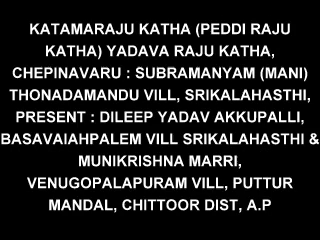 KATAMARAJU KATHA (PEDDI RAJU
KATHA) YADAVA RAJU KATHA,
CHEPINAVARU : SUBRAMANYAM (MANI)
THONADAMANDU VILL, SRIKALAHASTHI,
PRESENT : DILEEP YADAV AKKUPALLI,
BASAVAIAHPALEM VILL SRIKALAHASTHI &
MUNIKRISHNA MARRI,
VENUGOPALAPURAM VILL, PUTTUR
MANDAL, CHITTOOR DIST, A.P